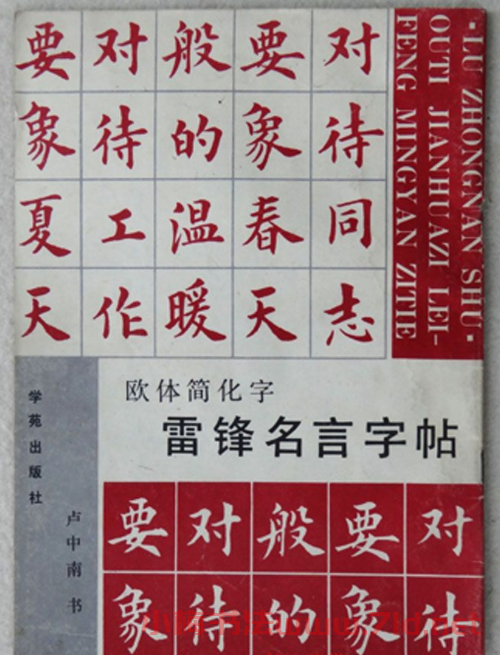 ·LU ZHONGNAN SHU·
OUTI JIANHUAZI LEI-
FENG MINGYAN ZITIE
对待同志
要象春天
般的温暖
对待工作
要象夏天
欧体简化字
雷锋名言字帖
学苑出版社
卢中南 书
对待
要象
般的
对待
要象